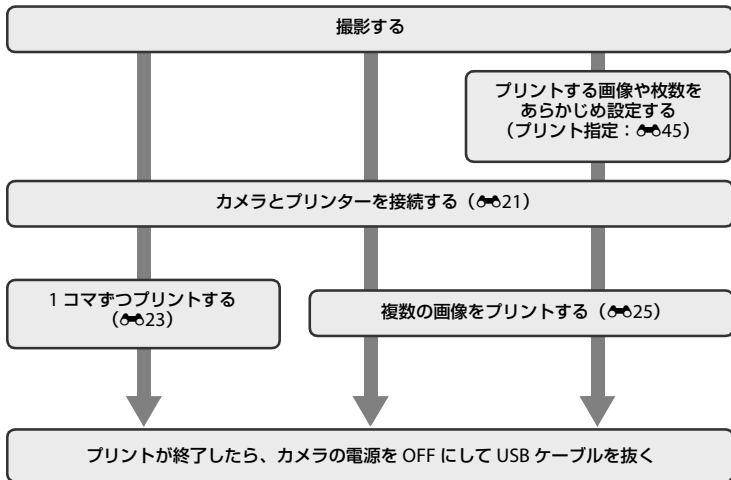 撮影する
プリントする画像や枚数を
あらかじめ設定する
（プリント指定：45）
カメラとプリンターを接続する（21）
1 コマずつプリントする
（23）
複数の画像をプリントする（25）
プリントが終了したら、カメラの電源を OFF にして USB ケーブルを抜く